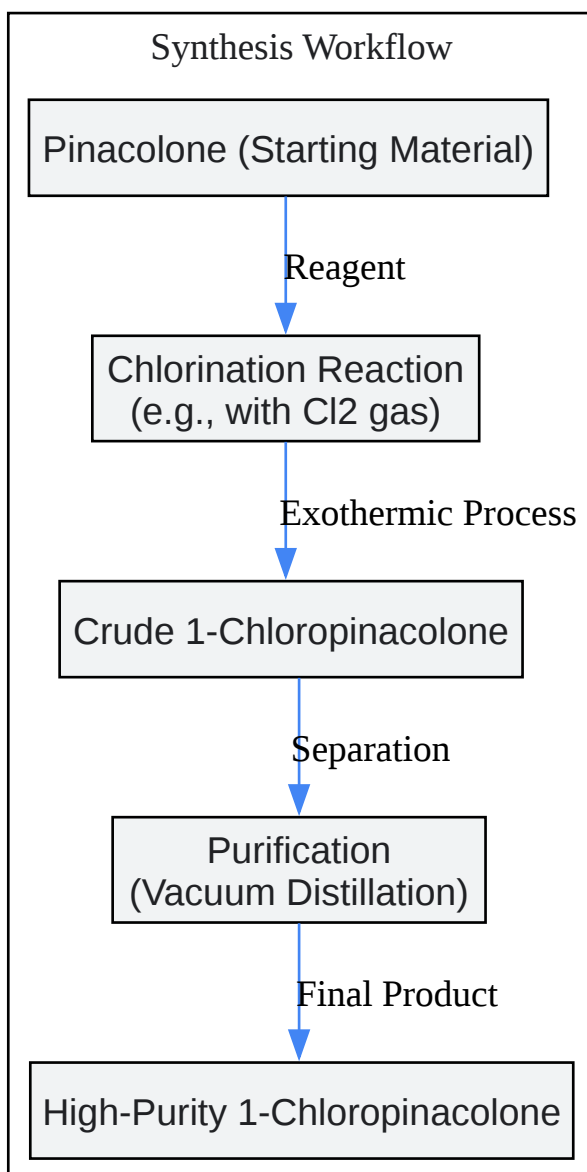 Synthesis Workflow
Pinacolone (Starting Material)
Reagent
Chlorination Reaction
(e.g., with Cl2 gas)
Exothermic Process
Crude 1-Chloropinacolone
Separation
Purification
(Vacuum Distillation)
Final Product
High-Purity 1-Chloropinacolone